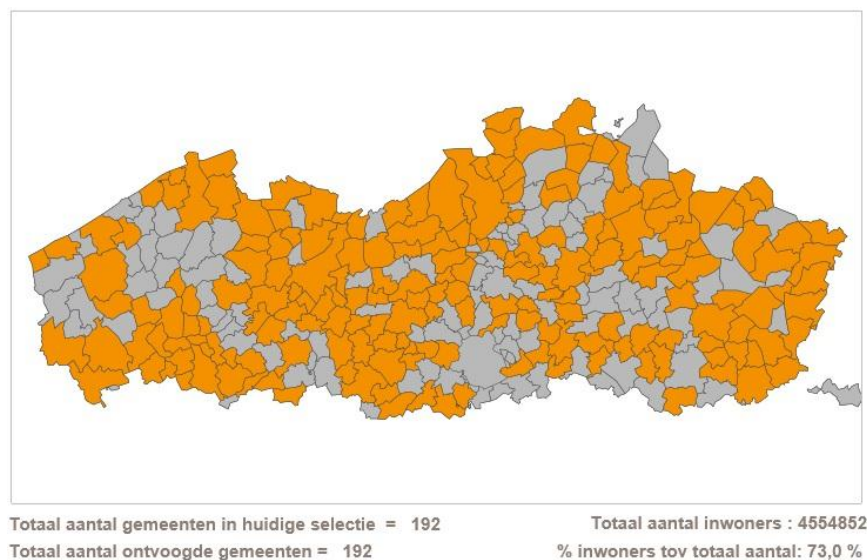 Totaal aantal gemeenten in huidige selectie = 192
Totaal aantal inwoners : 4554852
Totaal aantal ontvoogde gemeenten = 192
% inwoners tov totaal aantal: 73,0 %